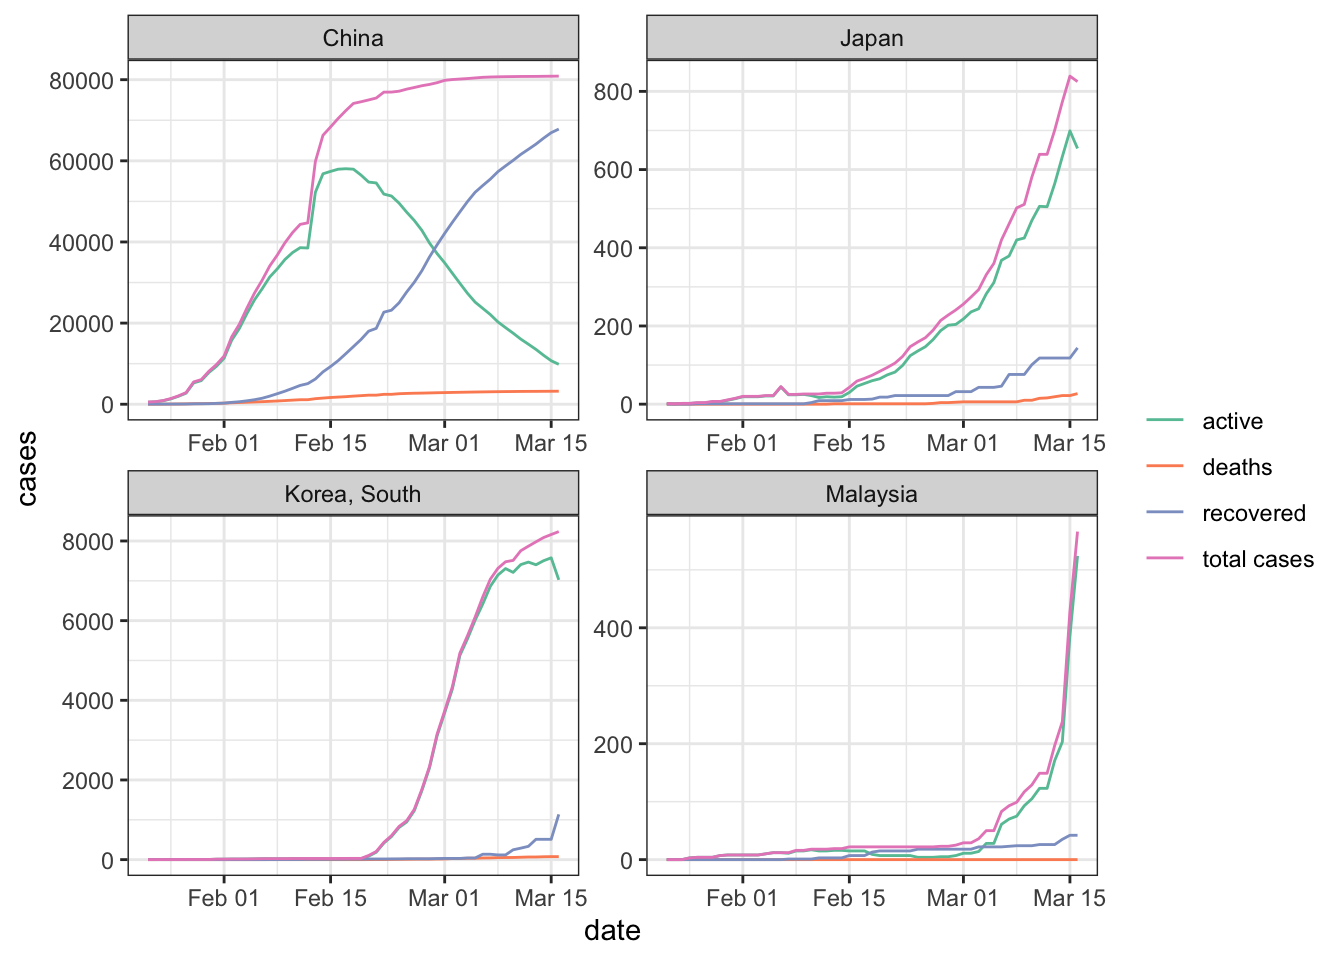 China
Japan
80000
60000
40000
20000
0
800
600
400
200
0
Feb 01 Feb 15 Mar 01 Mar 15
Feb 01 Feb 15 Mar 01 Mar 15
Korea, South
Malaysia
8000
6000
4000
2000
0
400
200
0
Feb 01 Feb 15 Mar 01 Mar 15
Feb 01 Feb 15 Mar 01 Mar 15
cases
date
active
deaths
recovered
total cases